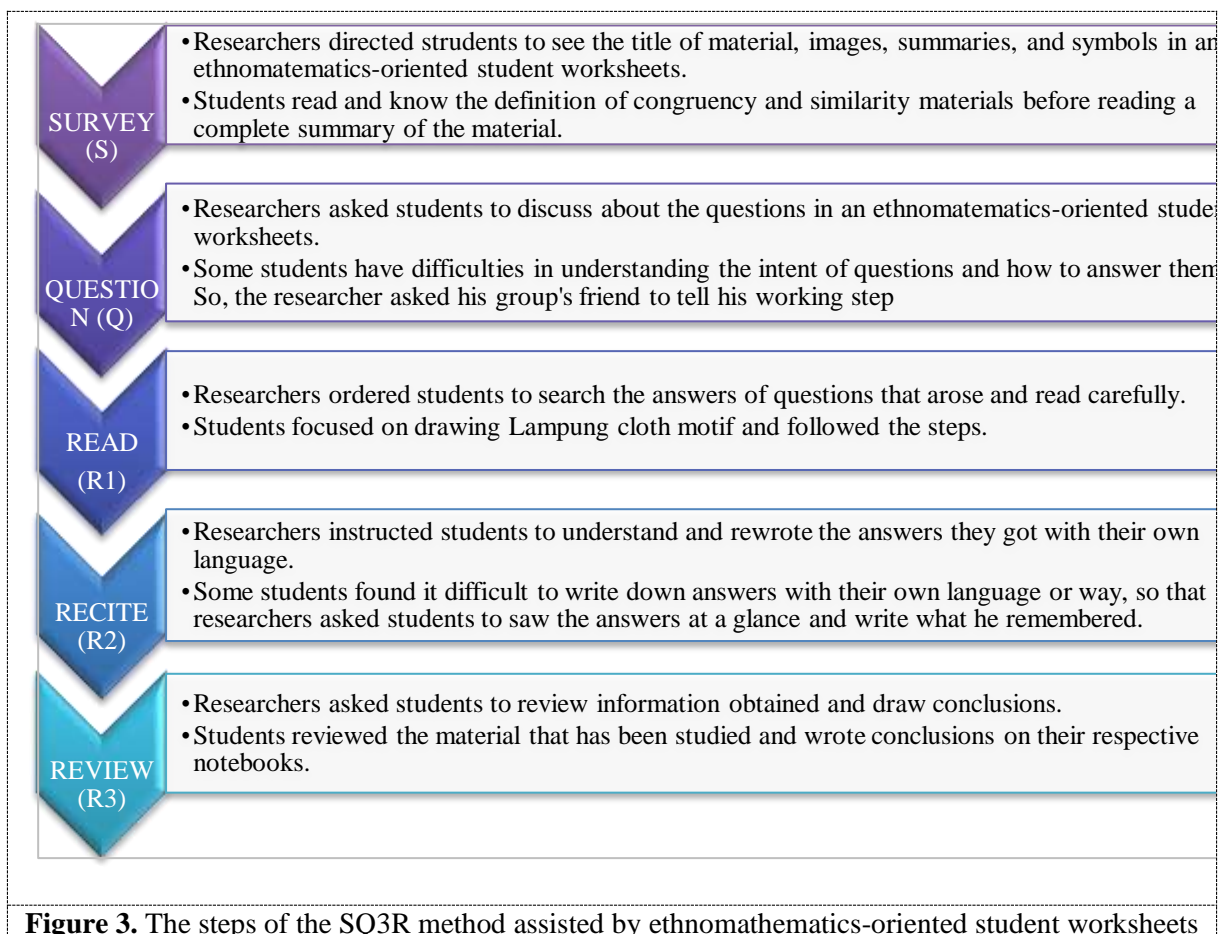 SURVEY
(S)
•Researchers directed strudents to see the title of material, images, summaries, and symbols in an
ethnomatematics-oriented student worksheets.
•Students read and know the definition of congruency and similarity materials before reading a
complete summary of the material.
QUESTIO
N (Q)
•Researchers asked students to discuss about the questions in an ethnomatematics-oriented stude
worksheets.
•Some students have difficulties in understanding the intent of questions and how to answer them
So, the researcher asked his group's friend to tell his working step
READ
(R1)
•Researchers ordered students to search the answers of questions that arose and read carefully.
•Students focused on drawing Lampung cloth motif and followed the steps.
RECITE
(R2)
•Researchers instructed students to understand and rewrote the answers they got with their own
language.
•Some students found it difficult to write down answers with their own language or way, so that
researchers asked students to saw the answers at a glance and write what he remembered.
REVIEW
(R3)
•Researchers asked students to review information obtained and draw conclusions.
•Students reviewed the material that has been studied and wrote conclusions on their respective
notebooks.
Figure 3. The steps of the SQ3R method assisted by ethnomathematics-oriented student worksheets